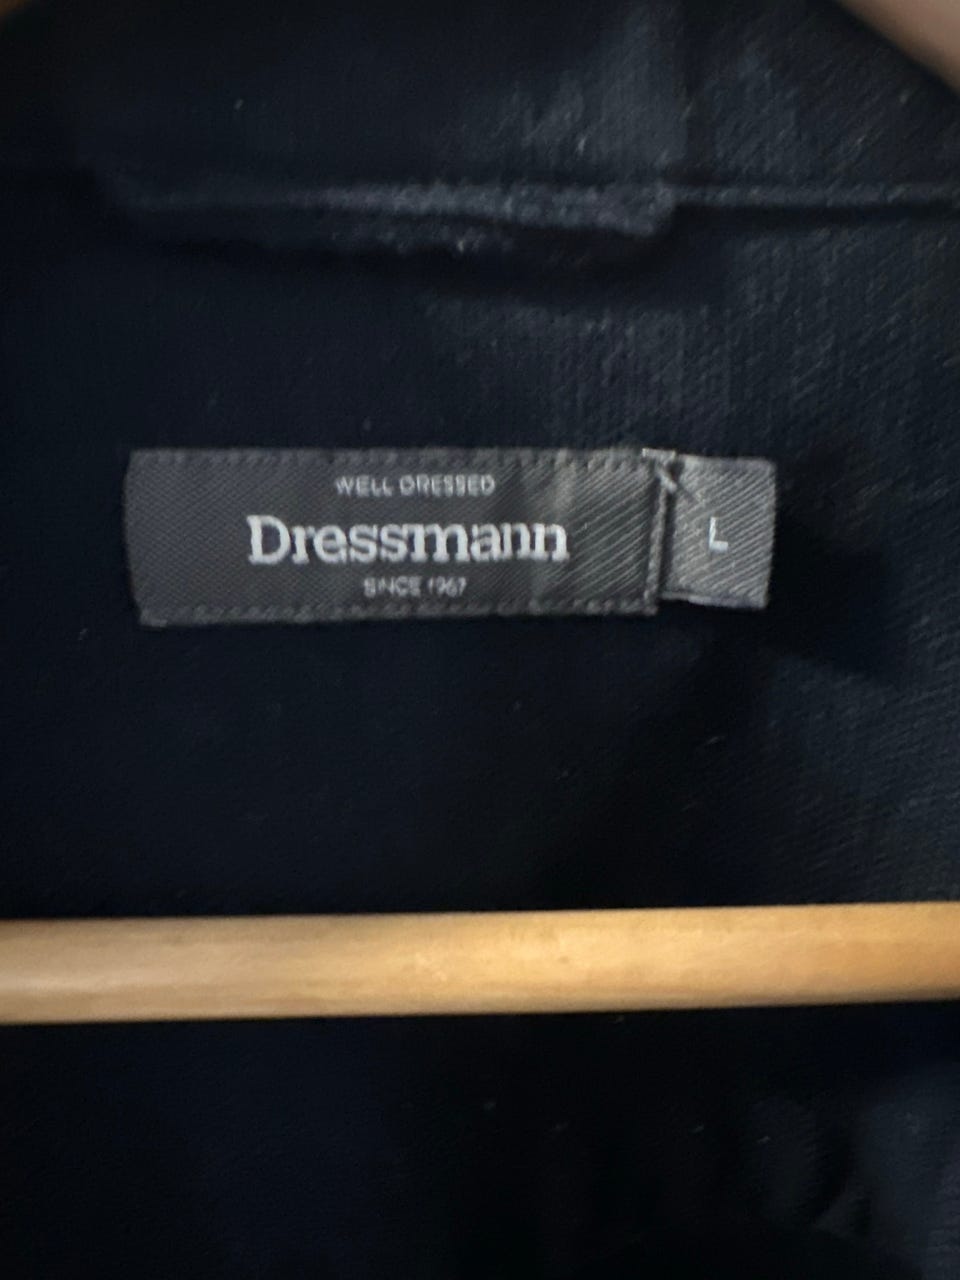 WELL DRESSED
Dressmann
SINCE 1967
L